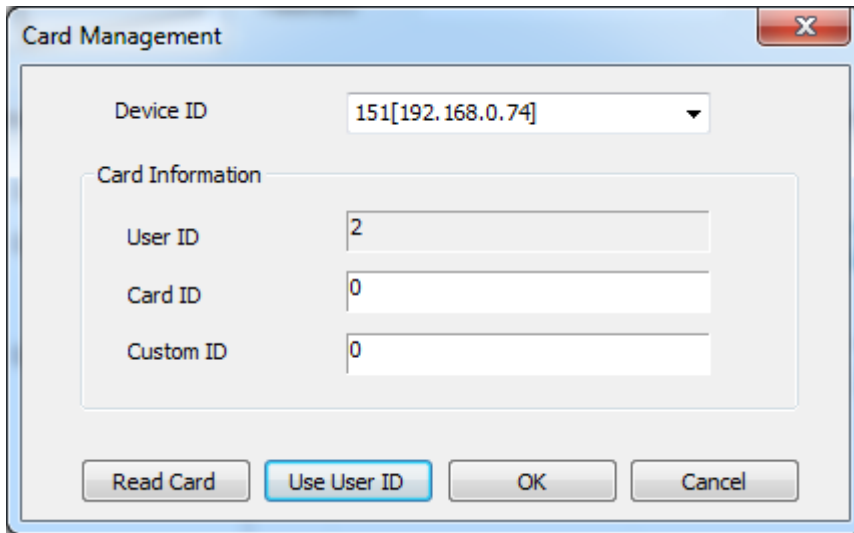 Card Management
Device ID 151[192.168.0.74]
Card Information
User ID 2
Card ID 0
Custom ID 0
Read Card Use User ID OK Cancel